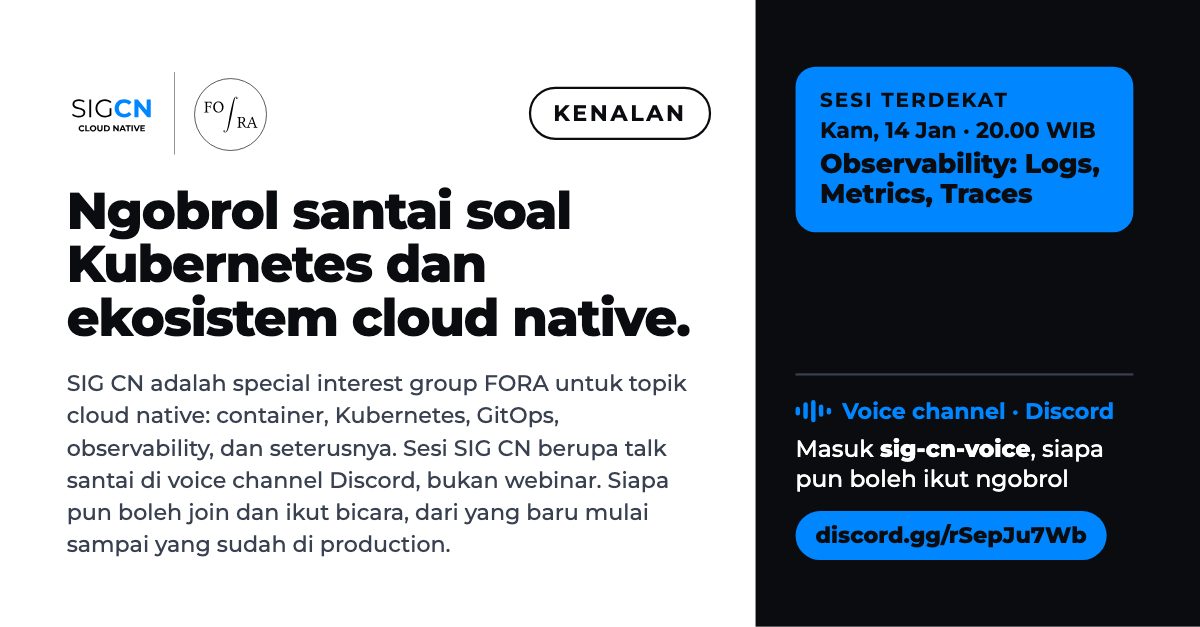 SIGCN
CLOUD NATIVE
FO
RA
KENALAN
Ngobrol santai soal
Kubernetes dan
ekosistem cloud native.
SIG CN adalah special interest group FORA untuk topik
cloud native: container, Kubernetes, GitOps,
observability, dan seterusnya. Sesi SIG CN berupa talk
santai di voice channel Discord, bukan webinar. Siapa
pun boleh join dan ikut bicara, dari yang baru mulai
sampai yang sudah di production.
SESI TERDEKAT
Kam, 14 Jan · 20.00 WIB
Observability: Logs,
Metrics, Traces
Voice channel · Discord
Masuk sig-cn-voice, siapa
pun boleh ikut ngobrol
discord.gg/rSepJu7Wb